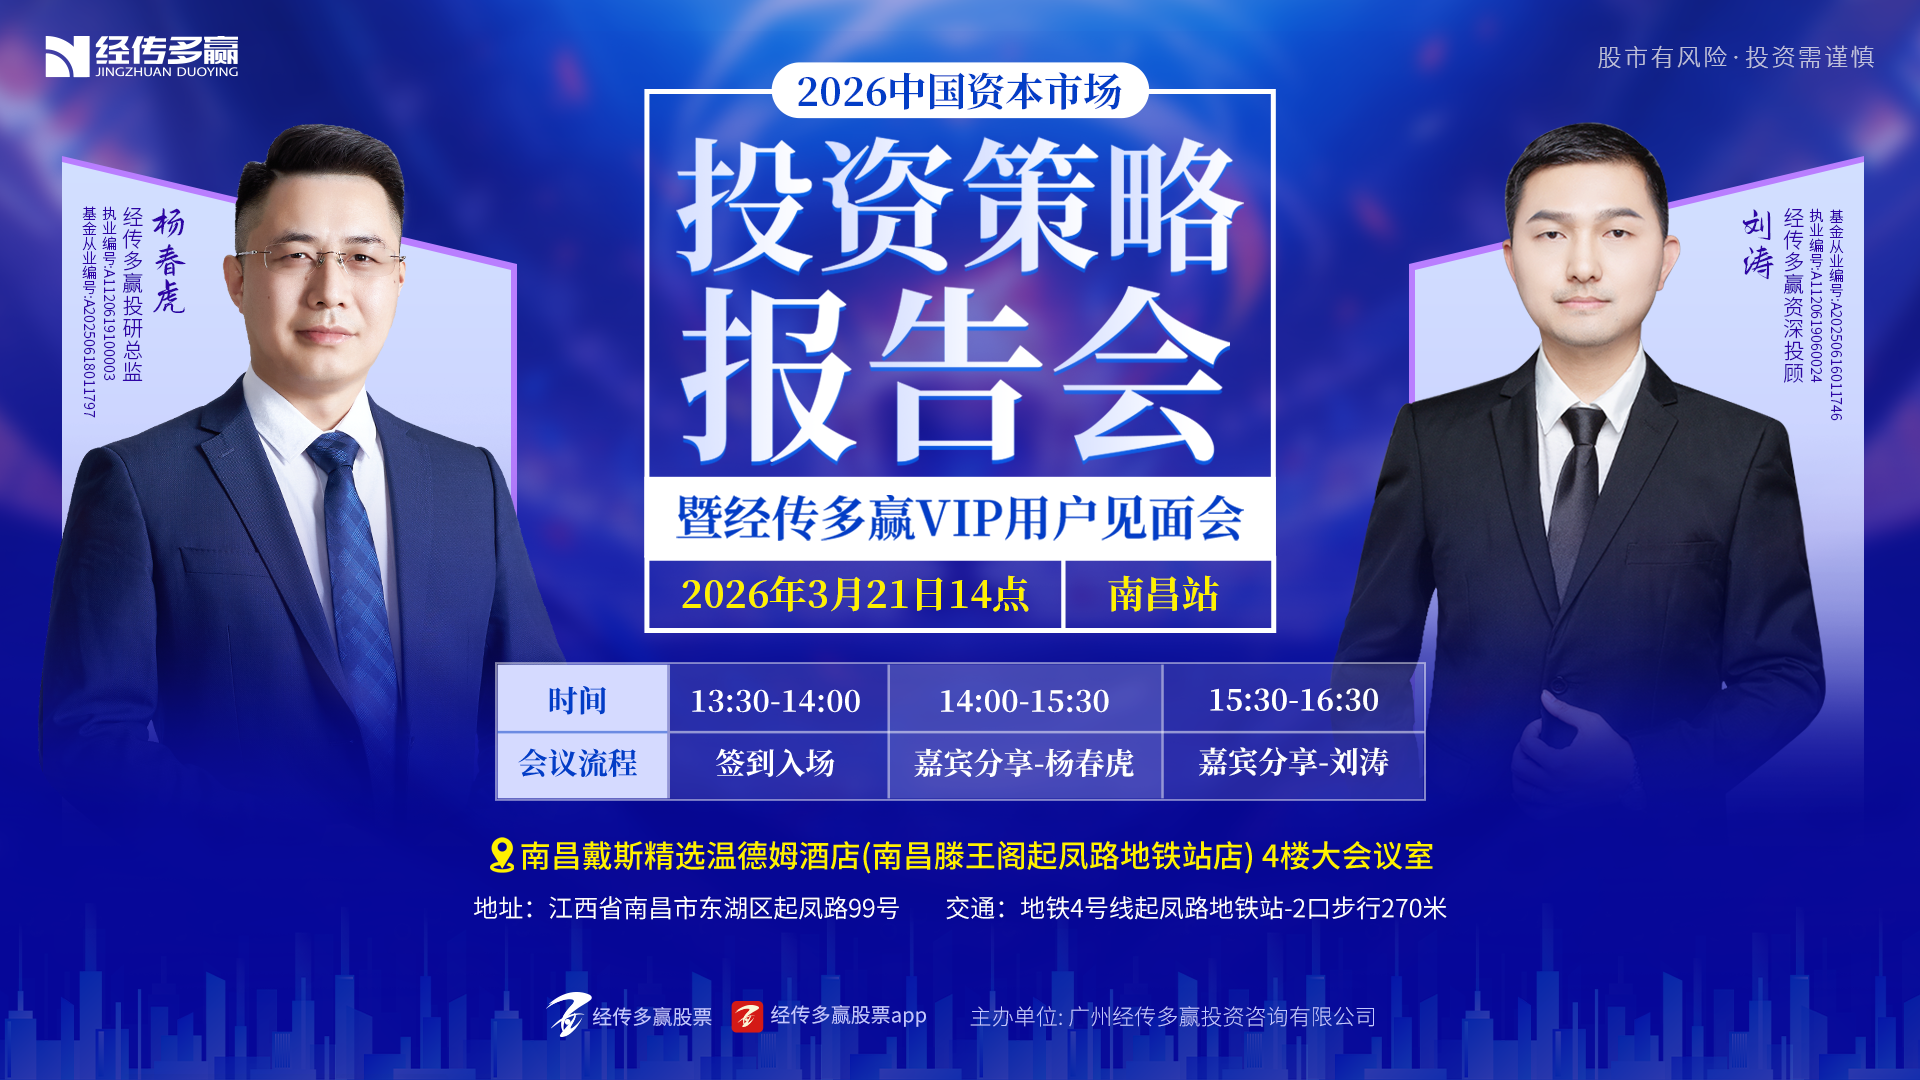 经传多赢
JINGZHUAN DUOYING
股市有风险·投资需谨慎
2026中国资本市场
投资策略
报告会
暨经传多赢VIP用户见面会
2026年3月21日14点
南昌站
杨春虎
经传多赢投研总监
执业编号:A1120619100003
基金从业编号:A20250618011797
刘涛
经传多赢资深投顾
执业编号:A1120619060024
基金从业编号:A20250616011746
时间 13:30-14:00 14:00-15:30 15:30-16:30
会议流程 签到入场 嘉宾分享-杨春虎 嘉宾分享-刘涛
南昌戴斯精选温德姆酒店(南昌滕王阁起凤路地铁站店) 4楼大会议室
地址：江西省南昌市东湖区起凤路99号 交通：地铁4号线起凤路地铁站-2口步行270米
经传多赢股票 经传多赢股票app 主办单位: 广州经传多赢投资咨询有限公司